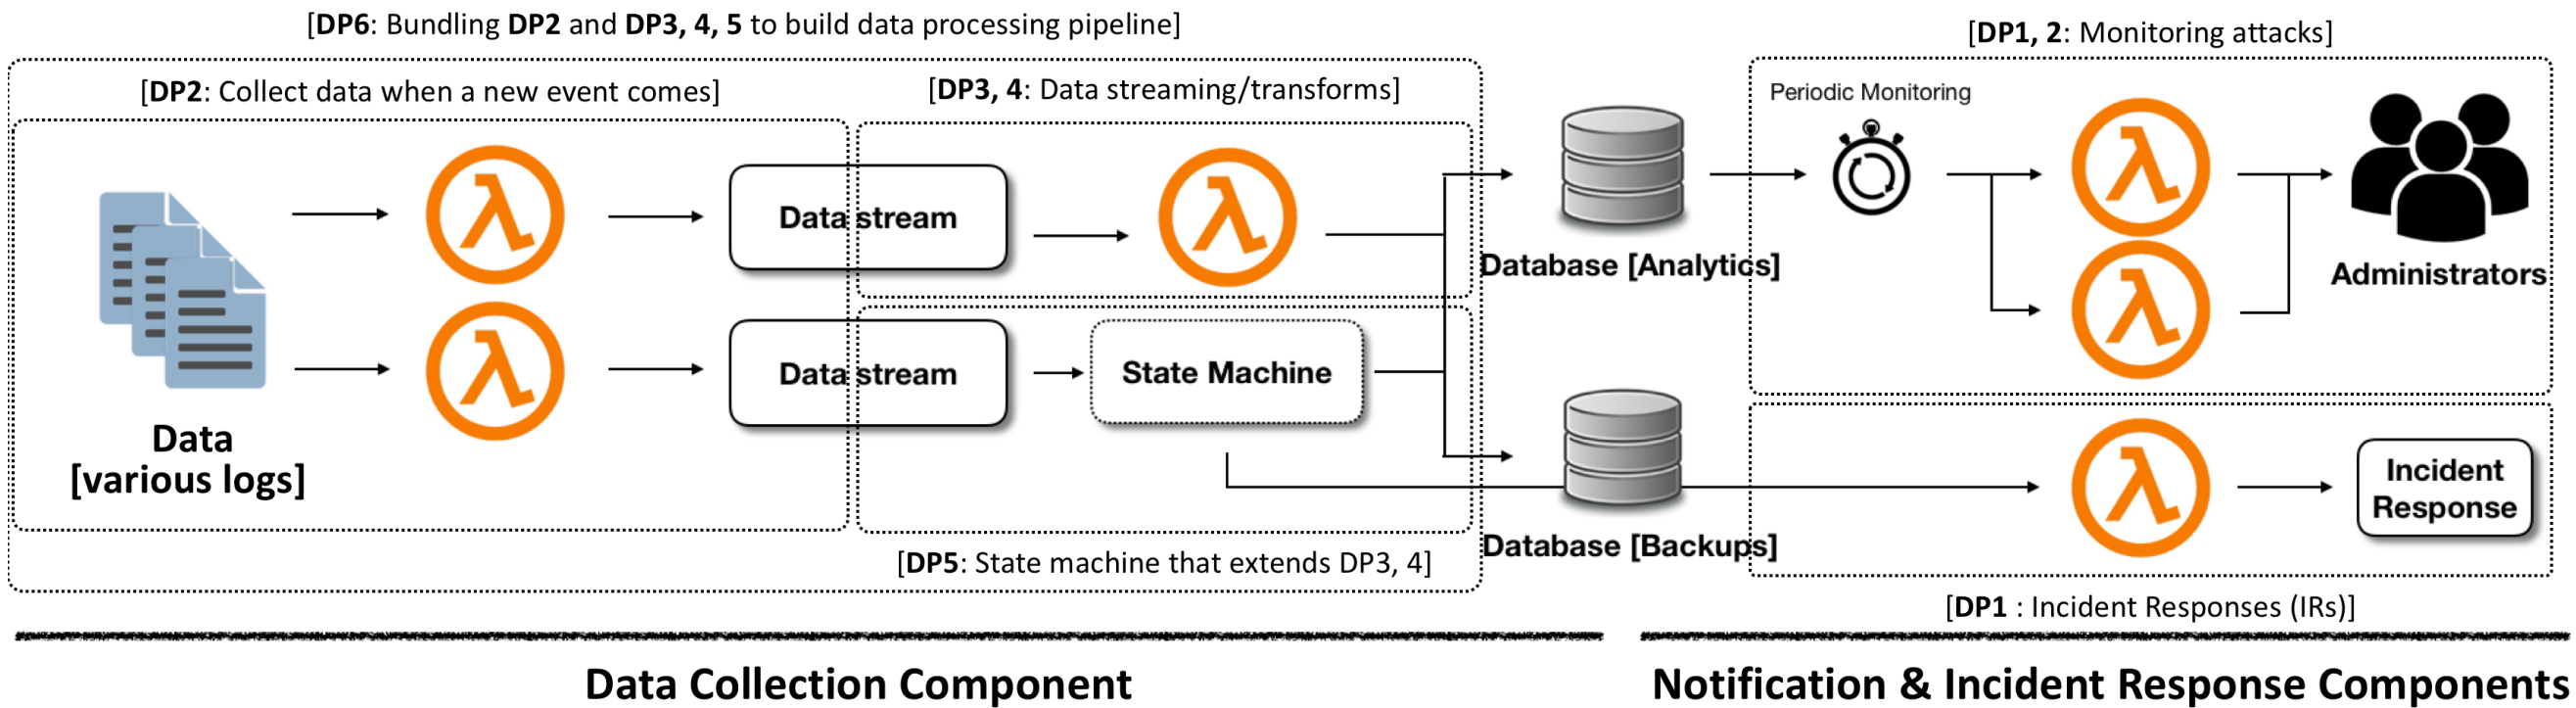 [DP6: Bundling DP2 and DP3, 4, 5 to build data processing pipeline]
[DP1, 2: Monitoring attacks]
[DP2: Collect data when a new event comes]
[DP3, 4: Data streaming/transforms]
Periodic Monitoring
λ
λ
λ
Data stream
Database [Analytics]
Administrators
λ
λ
Data stream
State Machine
Data
[various logs]
λ
Incident
Response
Database [Backups]
[DP5: State machine that extends DP3, 4]
[DP1 : Incident Responses (IRs)]
Data Collection Component
Notification & Incident Response Components